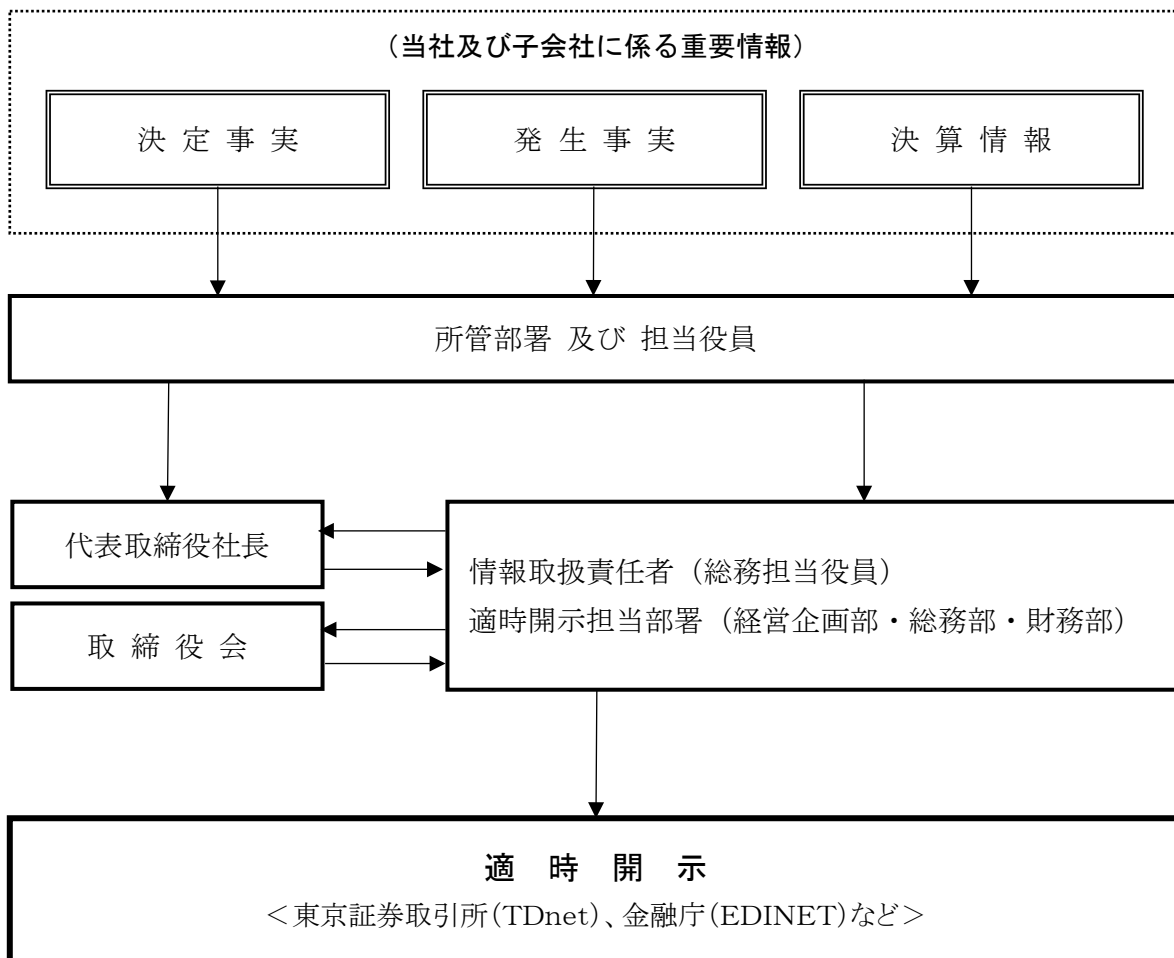 (当社及び子会社に係る重要情報)
決定事実
発生事実
決算情報
所管部署 及び 担当役員
代表取締役社長
情報取扱責任者（総務担当役員）
適時開示担当部署（経営企画部・総務部・財務部）
取締役会
適時開示
＜東京証券取引所(TDnet)、金融庁(EDINET)など＞